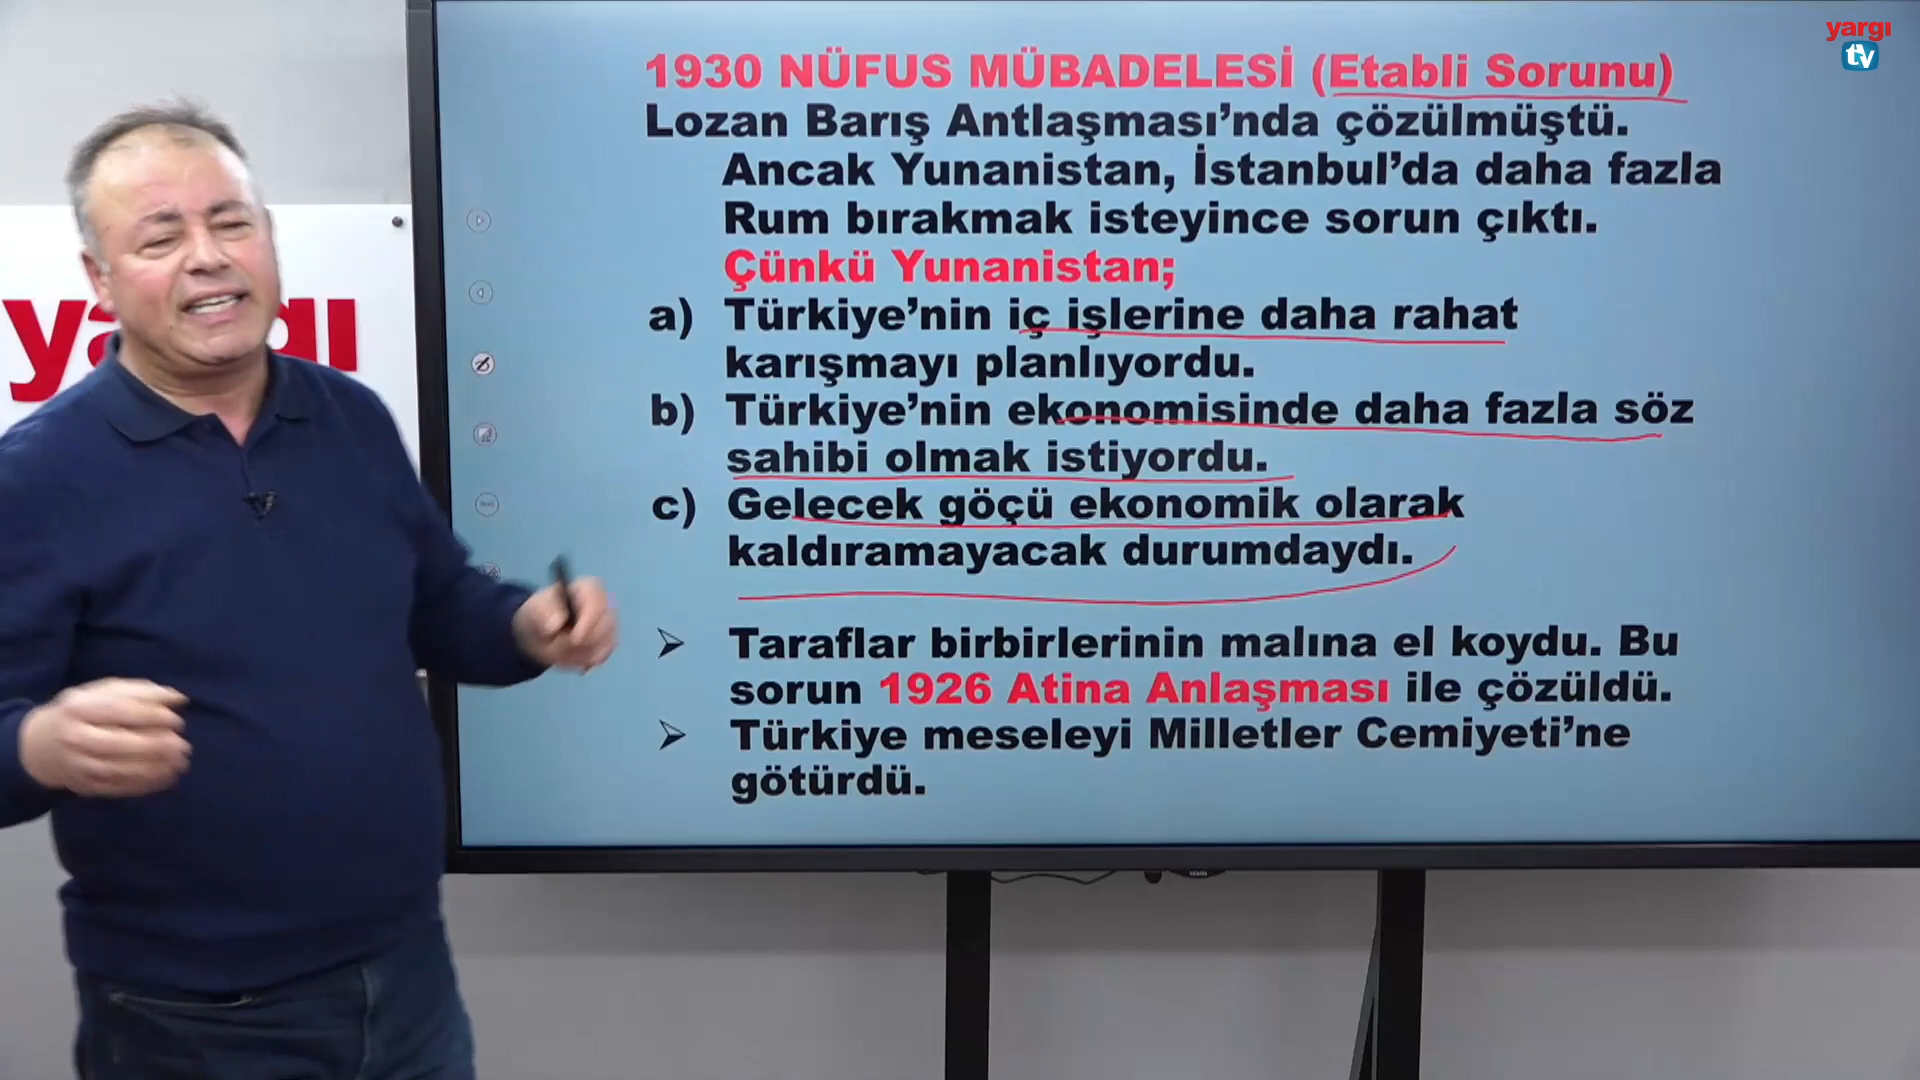 yargı
tv
1930 NÜFUS MÜBADELESİ (Etabli Sorunu)
Lozan Barış Antlaşması’nda çözülmüştü.
Ancak Yunanistan, İstanbul’da daha fazla
Rum bırakmak isteyince sorun çıktı.
Çünkü Yunanistan;
a) Türkiye’nin iç işlerine daha rahat
karışmayı planlıyordu.
b) Türkiye’nin ekonomisinde daha fazla söz
sahibi olmak istiyordu.
c) Gelecek göçü ekonomik olarak
kaldıramayacak durumdaydı.
➢ Taraflar birbirlerinin malına el koydu. Bu
sorun 1926 Atina Anlaşması ile çözüldü.
➢ Türkiye meseleyi Milletler Cemiyeti’ne
götürdü.